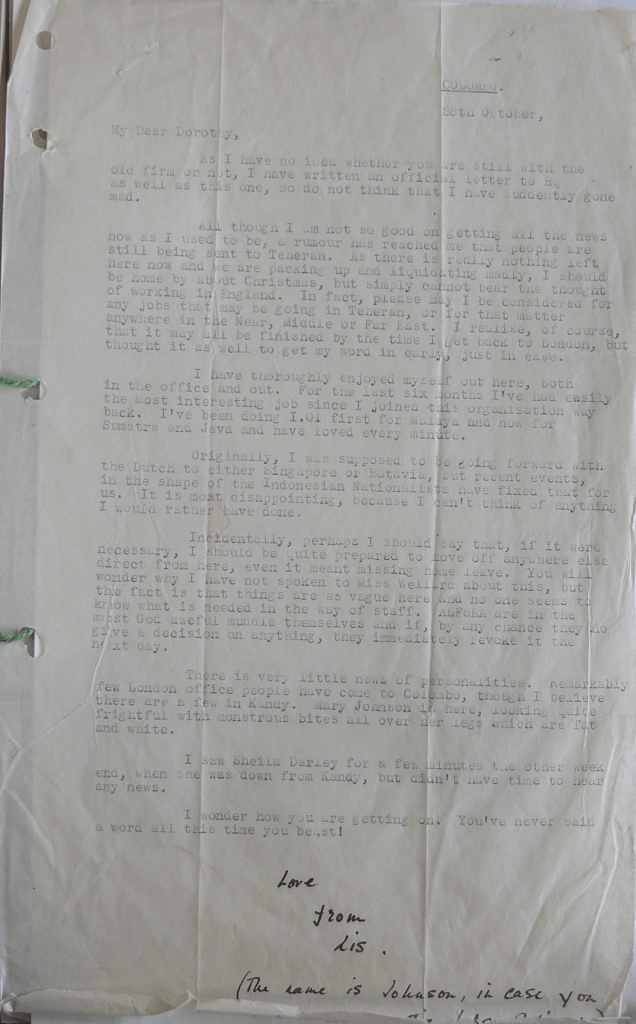 COLOMBO.
25th October,
My Dear Dorothy,
As I have no idea whether you are still with the
old firm or not, I have written an official letter to HQ
as well as this one, so do not think that I have suddenly gone
mad.
All though I am not so good on getting all the news
now as I used to be, a rumour has reached me that people are
still being sent to Teheran. As there is really nothing left
here now and we are packing up and liquidating madly, I should
be home by about Christmas, but simply cannot bear the thought
of working in England. In fact, please may I be considered for
any jobs that may be going in Teheran, or for that matter
anywhere in the Near, Middle or Far East. I realise, of course,
that it may all be finished by the time I get back to London, but
thought it as well to get my word in early, just in case.
I have thoroughly enjoyed myself out here, both
in the office and out. For the last six months I've had easily
the most interesting job since I joined this organisation way
back. I've been doing I.O1 first for Malaya nnd now for
Sumatra and Java and have loved every minute.
Originally, I was supposed to be going forward with
the Dutch to either Singapore or Batavia, but recent events,
in the shape of the Indonesian Nationalists have fixed that for
us. It is most disappointing, because I can't think of anything
I would rather have done.
Incidentally, perhaps I should say that, if it were
necessary, I should be quite prepared to move off anywhere else
direct from here, even it meant missing home leave. You will
wonder why I have not spoken to Miss Wellard about this, but
the fact is that things are so vague here and no one seems to
know what is needed in the way of staff. ALFSEA are in the
most God aweful muddle themselves and if, by any chance they do
give a decision on anything, they immediately revoke it the
next day.
There is very little news of personalities. Remarkably
few London office people have come to Colombo, though I believe
there are a few in Kandy. Mary Johnson is here, looking quite
frightful with monstrous bites all over her legs which are fat
and white.
I saw Sheila Darley for a few minutes the other week
end, when she was down from Kandy, but didn't have time to hear
any news.
I wonder how you are getting on. You've never said
a word all this time you beast!
Love
from
Lis.
(The name is Johnson, in case you